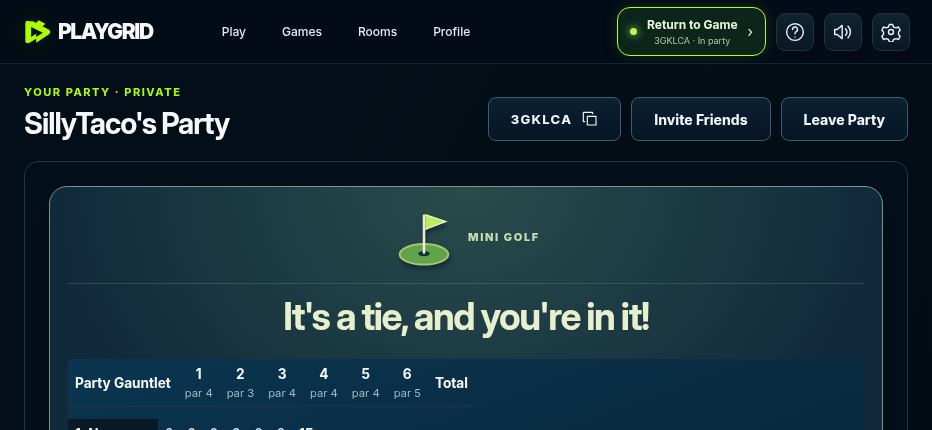 PLAYGRID
Play Games Rooms Profile
Return to Game
3GKLCA · In party
›
YOUR PARTY · PRIVATE
SillyTaco's Party
3GKLCA
Invite Friends
Leave Party
MINI GOLF
It's a tie, and you're in it!
Party Gauntlet 1 2 3 4 5 6 Total
par 4 par 3 par 4 par 4 par 4 par 5